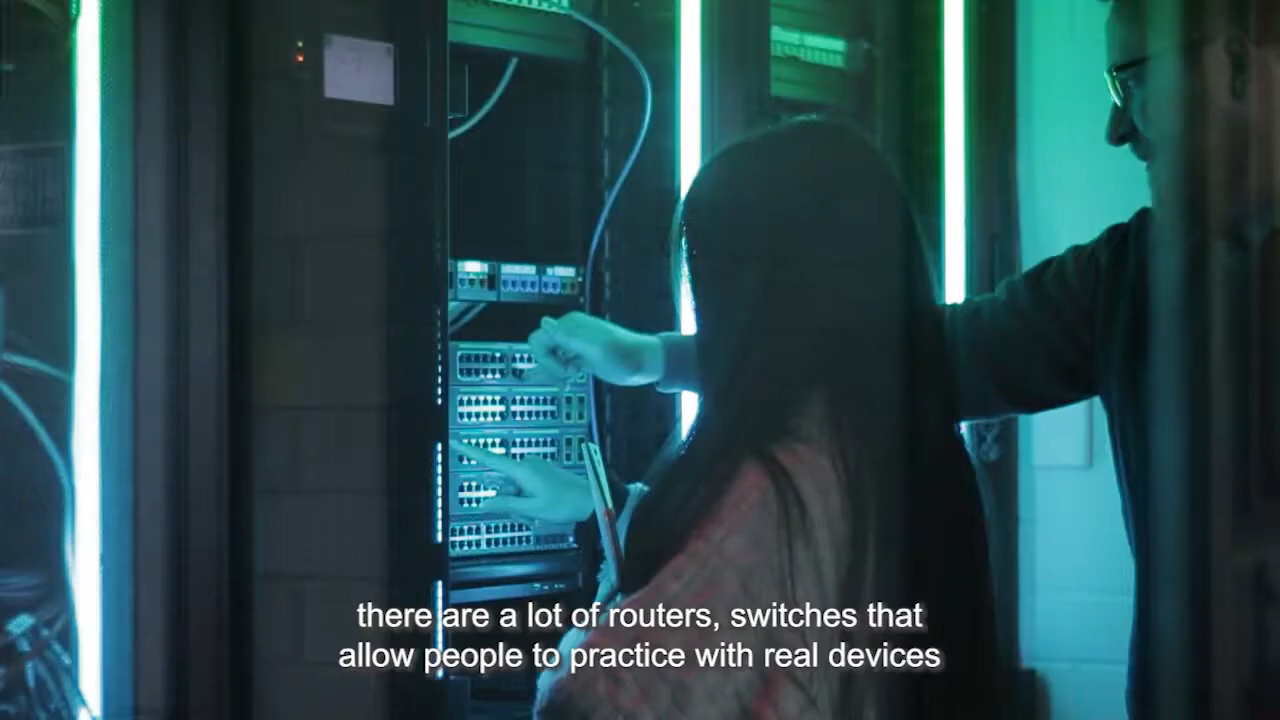 there are a lot of routers, switches that
allow people to practice with real devices